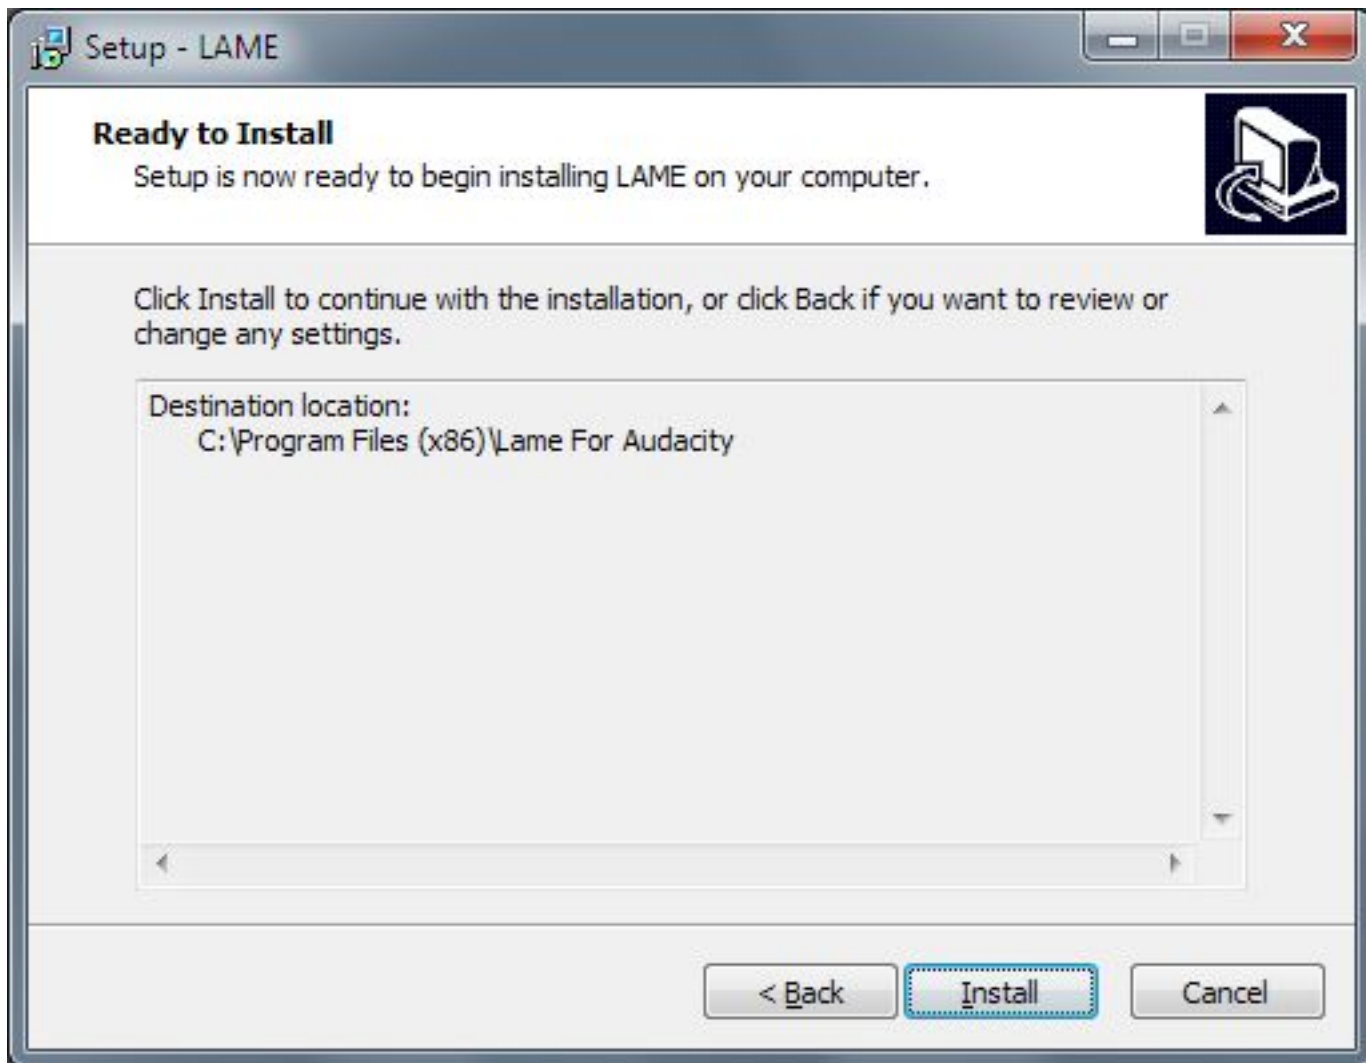 Setup - LAME
Ready to Install
Setup is now ready to begin installing LAME on your computer.
Click Install to continue with the installation, or click Back if you want to review or
change any settings.
Destination location:
C:\Program Files (x86)\Lame For Audacity
< Back
Install
Cancel